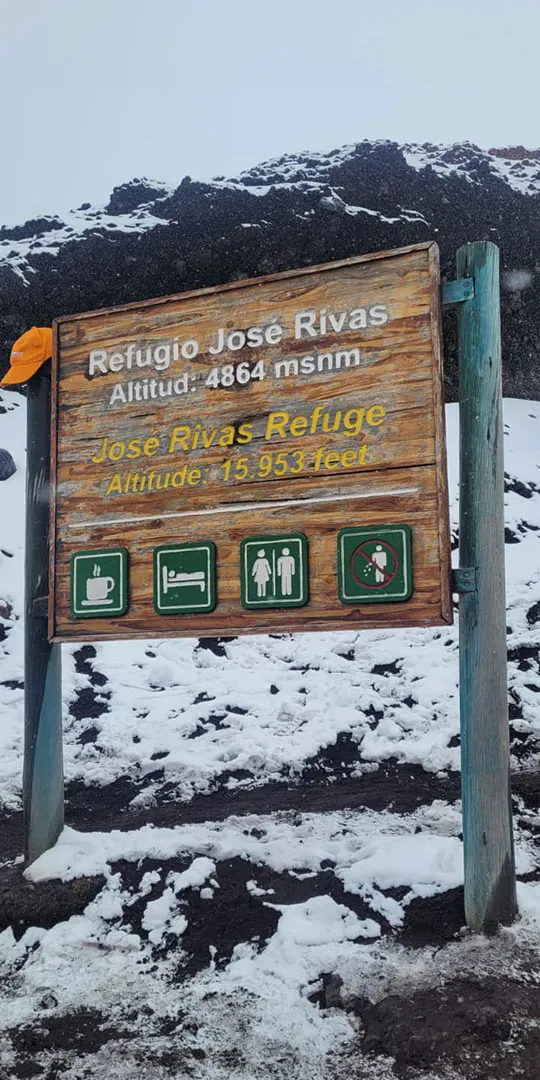 Refugio José Rivas
Altitud: 4864 msnm
José Rivas Refuge
Altitude: 15.953 feet